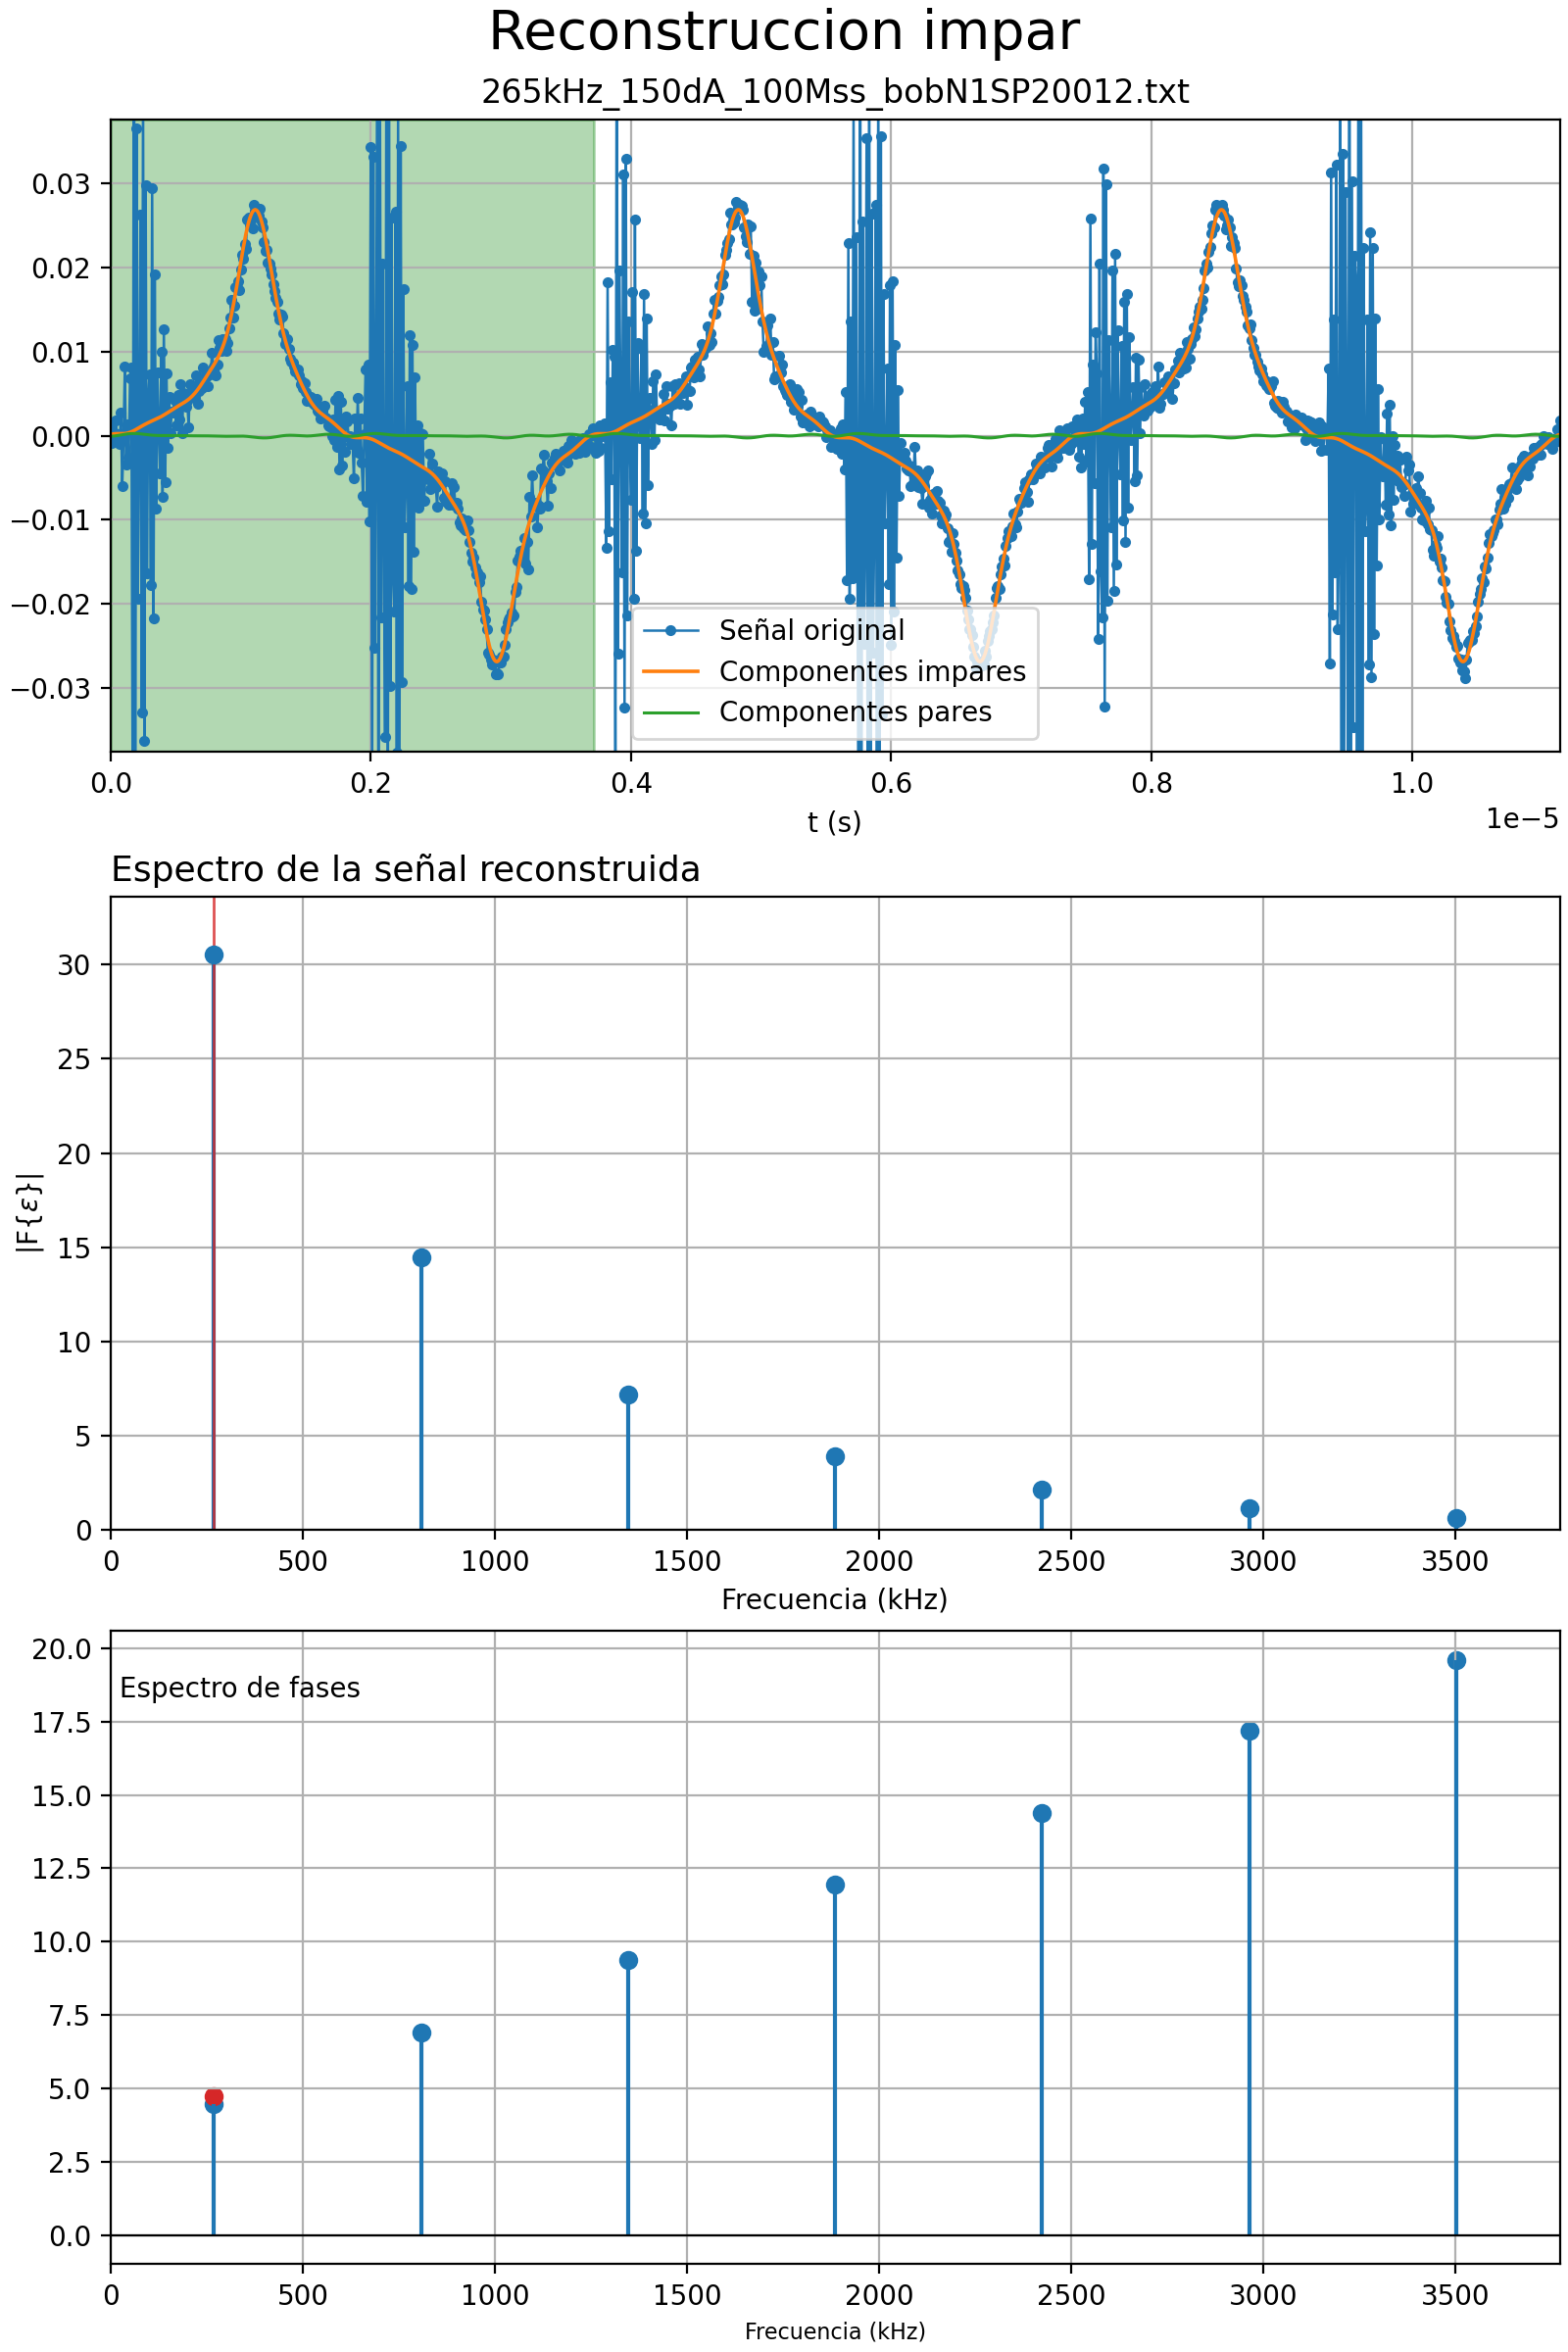 Reconstruccion impar
265kHz_150dA_100Mss_bobN1SP20012.txt
0.03
0.02
0.01
0.00
−0.01
−0.02
−0.03
Señal original
Componentes impares
Componentes pares
0.0 0.2 0.4 0.6 0.8 1.0
1e−5
t (s)
Espectro de la señal reconstruida
30
25
20
15
10
5
0
|F{ε}|
0 500 1000 1500 2000 2500 3000 3500
Frecuencia (kHz)
Espectro de fases
20.0
17.5
15.0
12.5
10.0
7.5
5.0
2.5
0.0
0 500 1000 1500 2000 2500 3000 3500
Frecuencia (kHz)